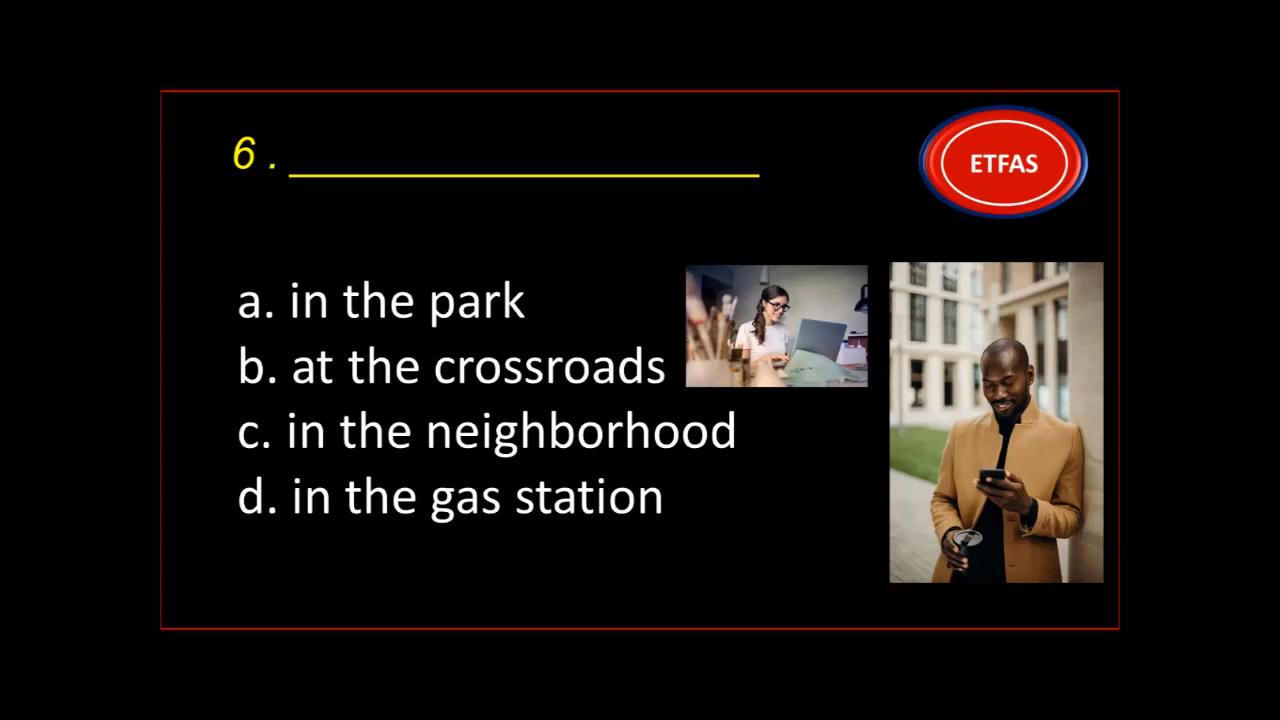 6 . ____________________
ETFAS
a. in the park
b. at the crossroads
c. in the neighborhood
d. in the gas station